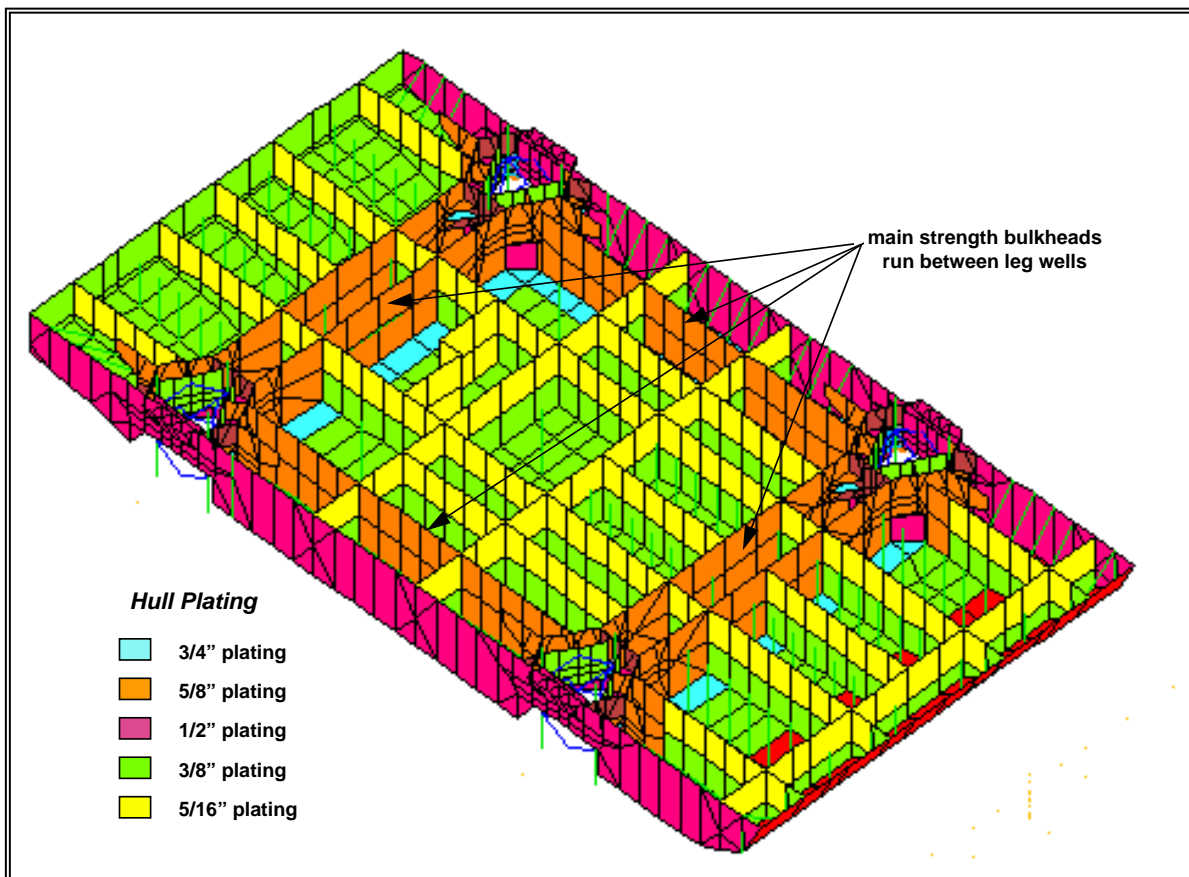 main strength bulkheads
run between leg wells
Hull Plating
3/4” plating
5/8” plating
1/2” plating
3/8” plating
5/16” plating